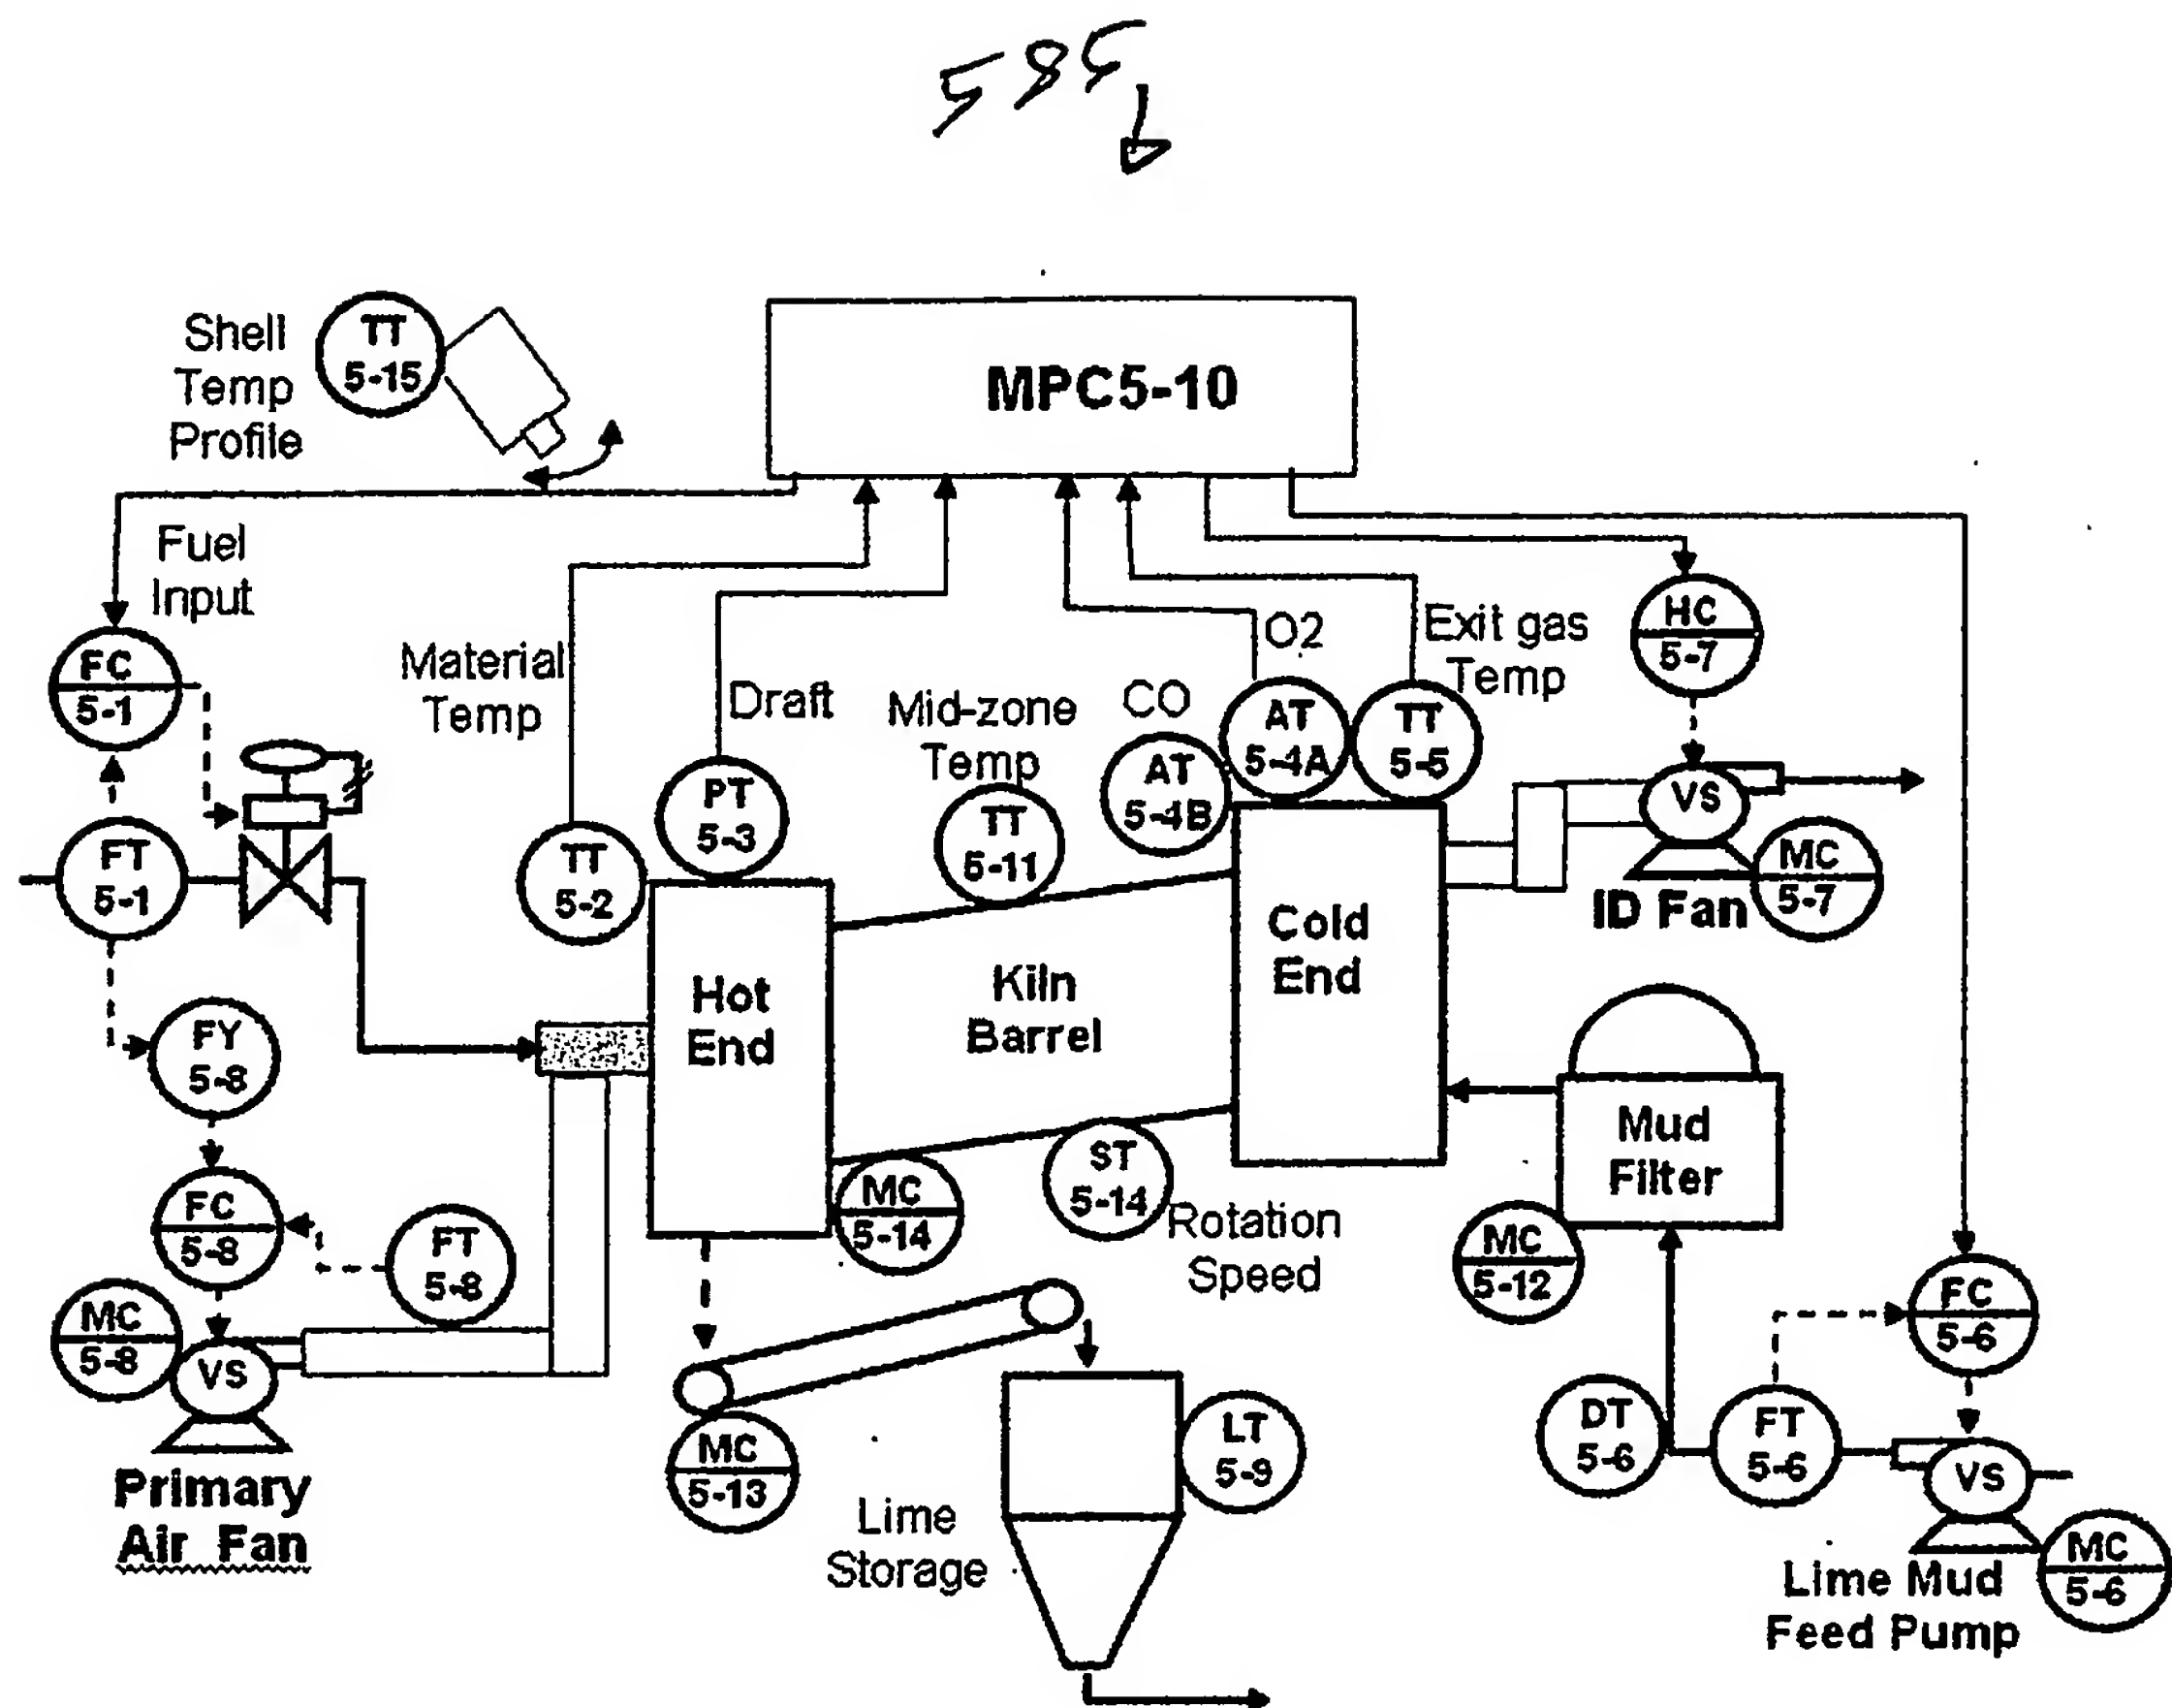 TT
5-15
Shell
Temp
Profile
MPC5-10
Fuel
Input
FC
5-1
Material
Temp
Draft
Mid-zone
Temp
CO
O2
Exit gas
Temp
HC
5-7
FT
5-1
TT
5-2
PT
5-3
TT
5-11
AT
5-4B
AT
5-4A
TT
5-5
VS
MC
5-7
ID Fan
Hot
End
Kiln
Barrel
Cold
End
FY
5-8
FC
5-8
FT
5-8
MC
5-8
VS
Primary
Air Fan
MC
5-14
ST
5-14
Rotation
Speed
Mud
Filter
MC
5-12
FC
5-6
MC
5-13
Lime
Storage
LT
5-9
DT
5-6
FT
5-6
VS
MC
5-6
Lime Mud
Feed Pump